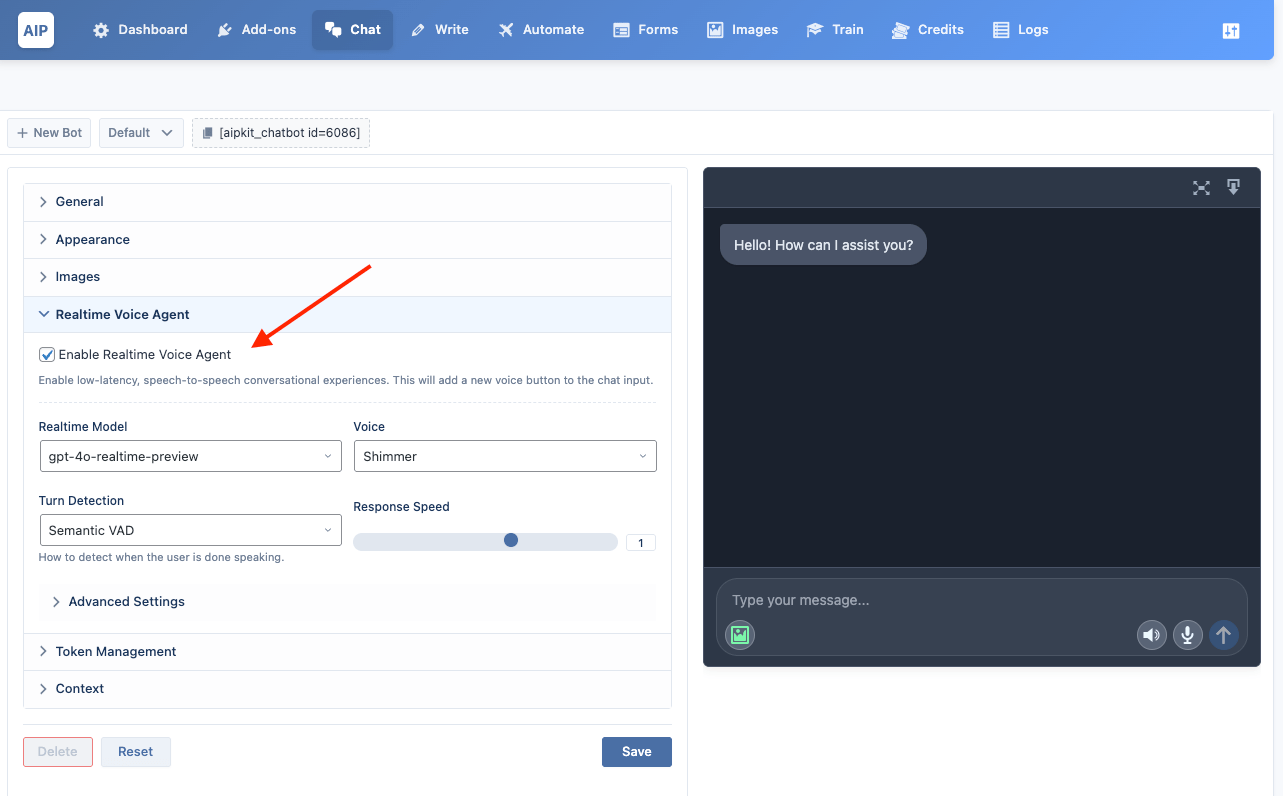 AIP
Dashboard
Add-ons
Chat
Write
Automate
Forms
Images
Train
Credits
Logs
New Bot
Default
[aipkit_chatbot id=6086]
General
Appearance
Images
Realtime Voice Agent
Enable Realtime Voice Agent
Enable low-latency, speech-to-speech conversational experiences. This will add a new voice button to the chat input.
Realtime Model
Voice
gpt-4o-realtime-preview
Shimmer
Turn Detection
Response Speed
Semantic VAD
1
How to detect when the user is done speaking.
Advanced Settings
Token Management
Context
Delete
Reset
Save
Hello! How can I assist you?
Type your message...